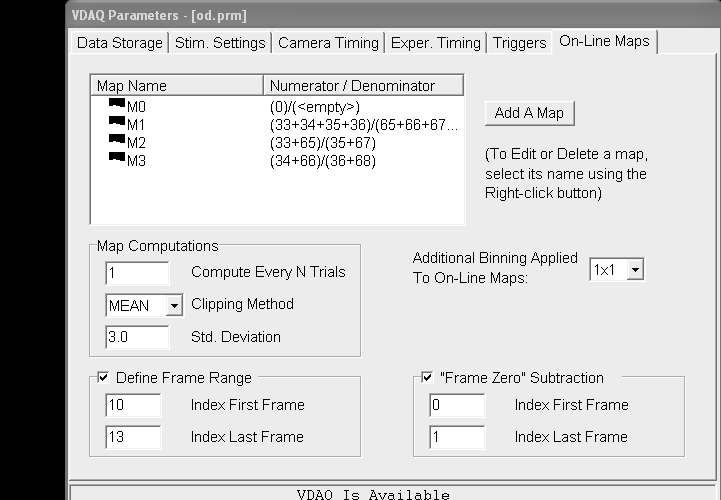 VDAQ Parameters - [od.prm]
Data Storage Stim. Settings Camera Timing Exper. Timing Triggers On-Line Maps
Map Name Numerator / Denominator
M0 (0)/(<empty>)
M1 (33+34+35+36)/(65+66+67...
M2 (33+65)/(35+67)
M3 (34+66)/(36+68)
Add A Map
(To Edit or Delete a map,
select its name using the
Right-click button)
Map Computations
1 Compute Every N Trials
MEAN Clipping Method
3.0 Std. Deviation
Additional Binning Applied
To On-Line Maps:
1x1
Define Frame Range
10 Index First Frame
13 Index Last Frame
"Frame Zero" Subtraction
0 Index First Frame
1 Index Last Frame
VDAQ Is Available